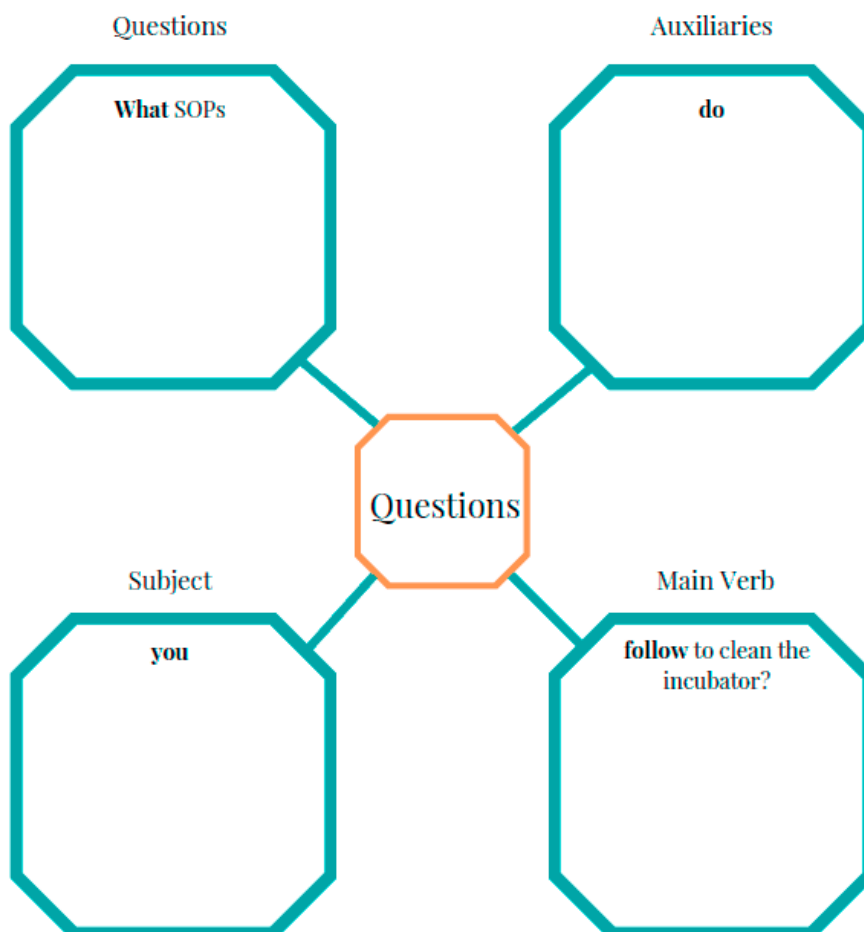 Questions
What SOPs
Auxiliaries
do
Questions
Subject
you
Main Verb
follow to clean the
incubator?